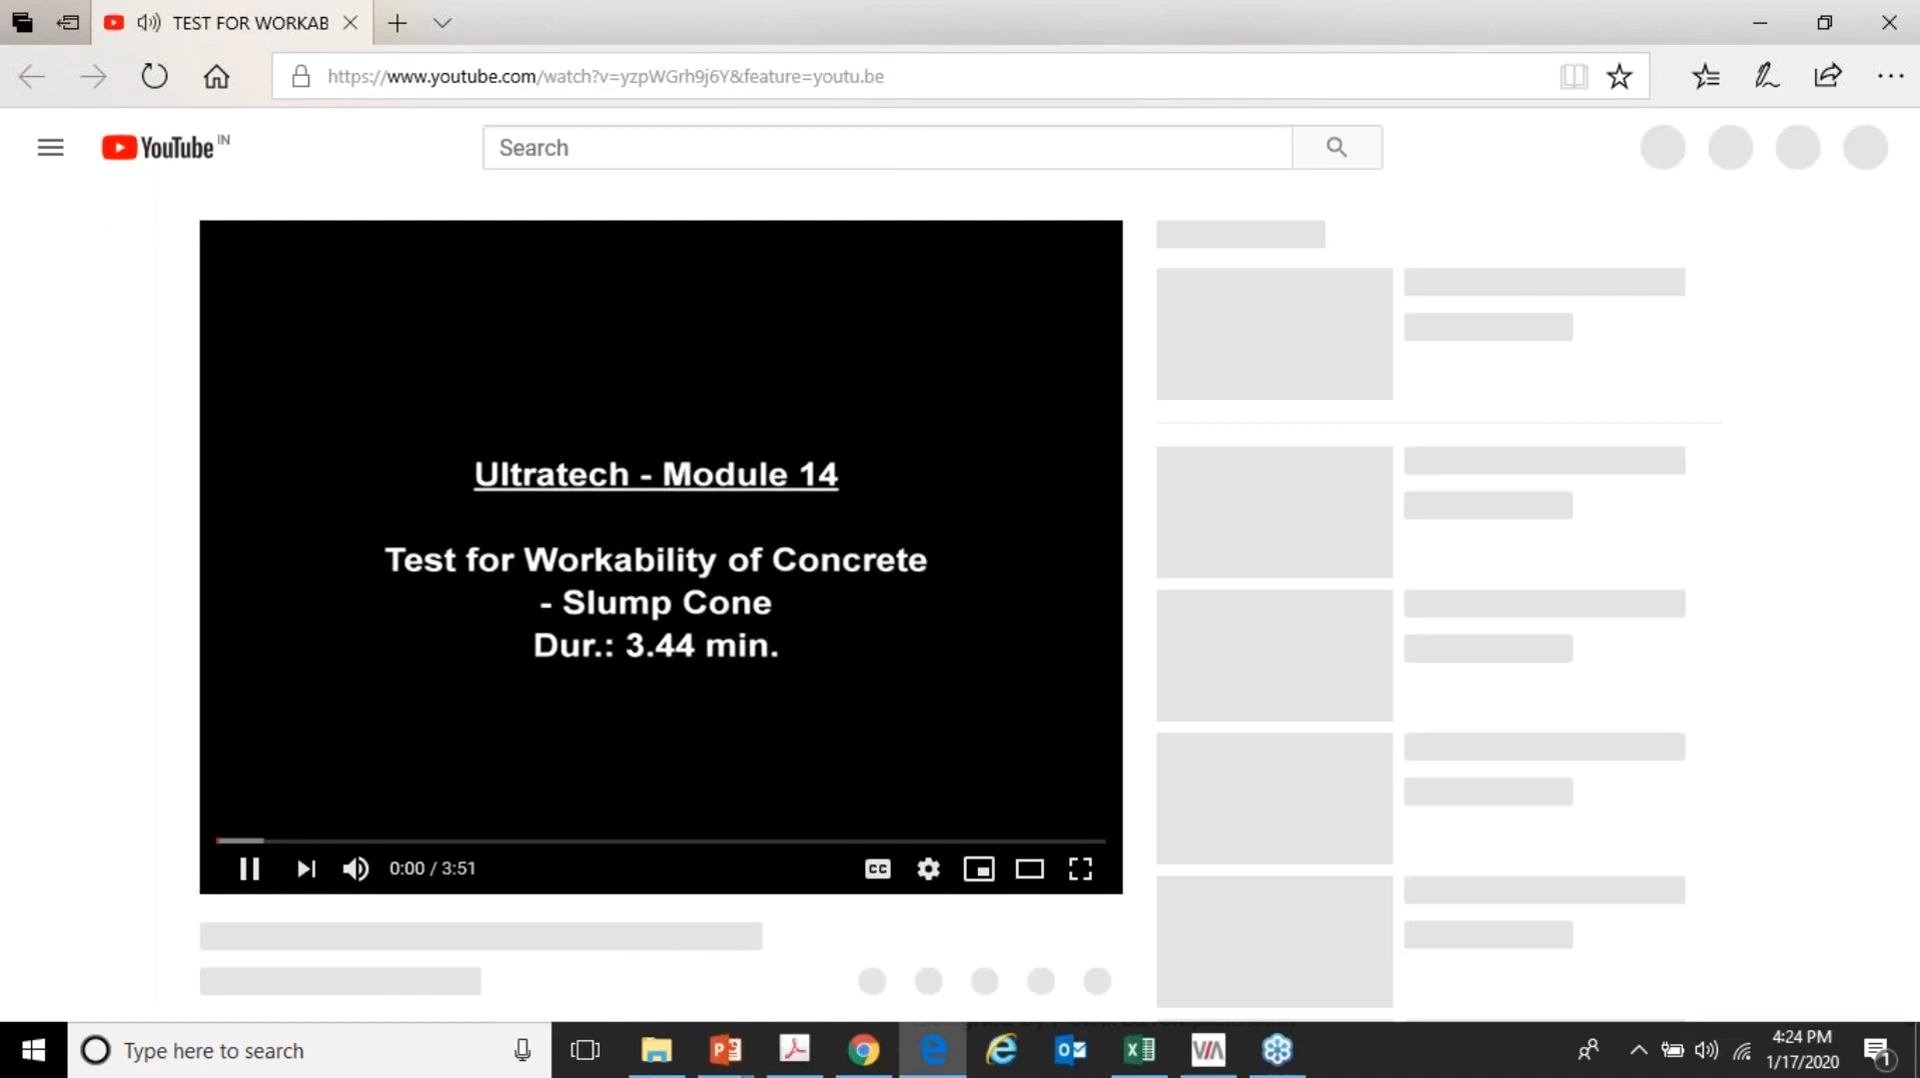 TEST FOR WORKAB
https://www.youtube.com/watch?v=yzpWGrh9j6Y&feature=youtu.be
YouTube IN
Search
Ultratech - Module 14
Test for Workability of Concrete
- Slump Cone
Dur.: 3.44 min.
0:00 / 3:51
CC
Type here to search
4:24 PM
1/17/2020
1